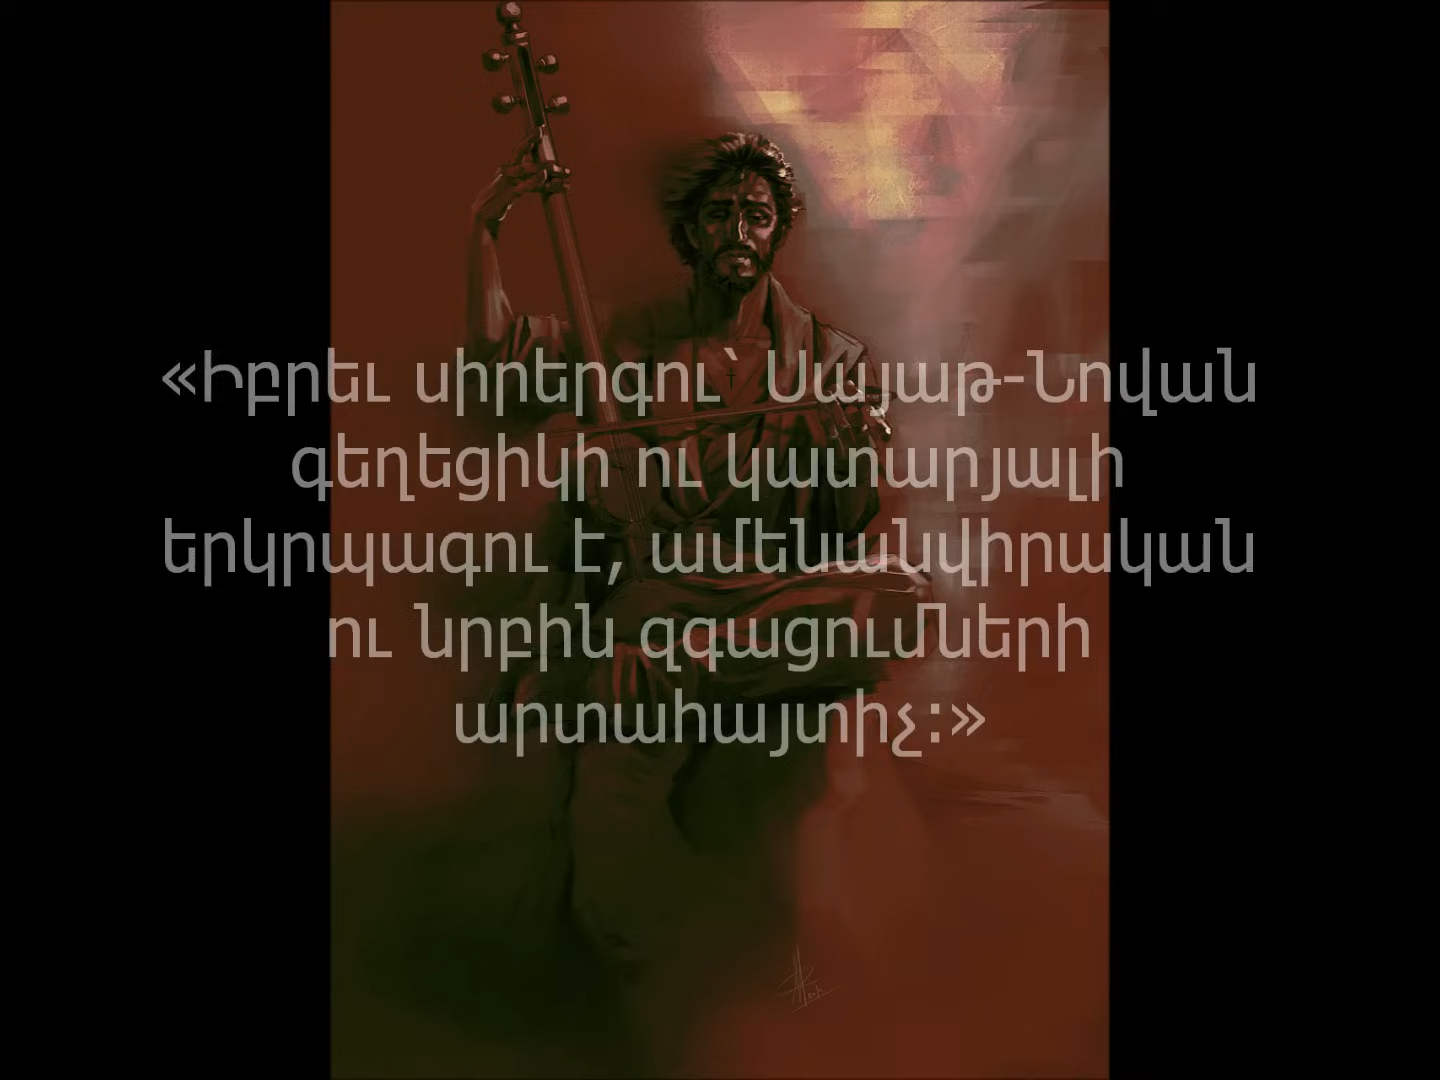 «Իբրեւ սիրերգու՝ Սայաթ-Նովան
գեղեցիկի ու կատարյալի
երկրպագու է, ամենանվիրական
ու նրբին զգացումների
արտահայտիչ:»